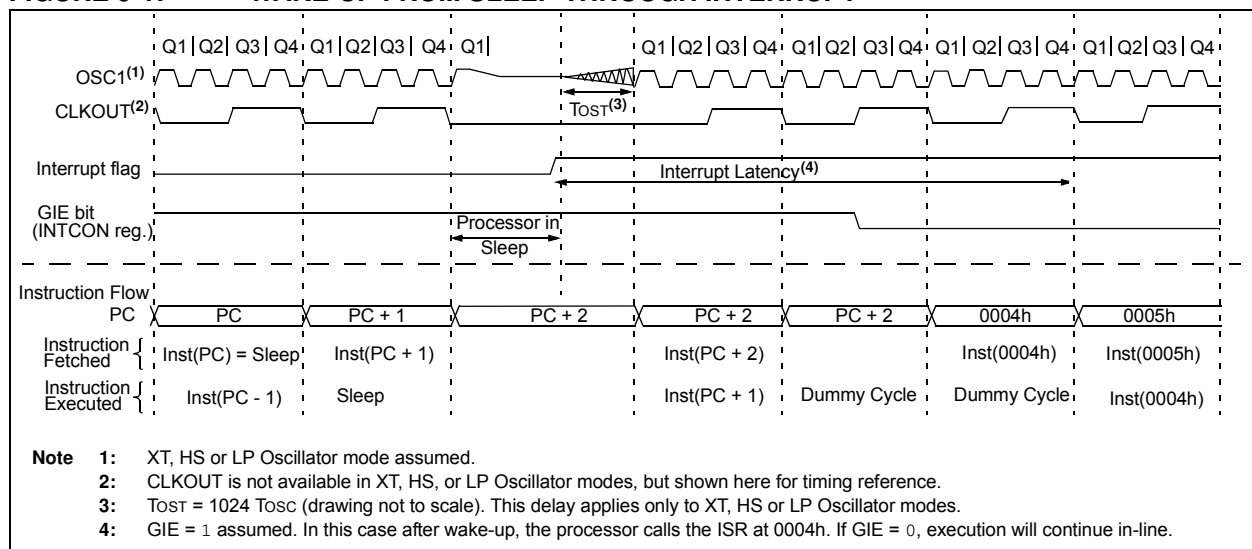 FIGURE WAKE-UP FROM SLEEP THROUGH INTERRUPT
Q1 Q2 Q3 Q4 Q1 Q2 Q3 Q4 Q1 Q1 Q2 Q3 Q4 Q1 Q2 Q3 Q4 Q1 Q2 Q3 Q4 Q1 Q2 Q3 Q4
OSC1(1)
CLKOUT(2)
TOST(3)
Interrupt flag
Interrupt Latency(4)
GIE bit
(INTCON reg.)
Processor in
Sleep
Instruction Flow
PC PC PC + 1 PC + 2 PC + 2 PC + 2 0004h 0005h
Instruction
Fetched
Inst(PC) = Sleep Inst(PC + 1) Inst(PC + 2) Inst(0004h) Inst(0005h)
Instruction
Executed
Inst(PC - 1) Sleep Inst(PC + 1) Dummy Cycle Dummy Cycle Inst(0004h)
Note 1: XT, HS or LP Oscillator mode assumed.
2: CLKOUT is not available in XT, HS, or LP Oscillator modes, but shown here for timing reference.
3: TOST = 1024 TOSC (drawing not to scale). This delay applies only to XT, HS or LP Oscillator modes.
4: GIE = 1 assumed. In this case after wake-up, the processor calls the ISR at 0004h. If GIE = 0, execution will continue in-line.